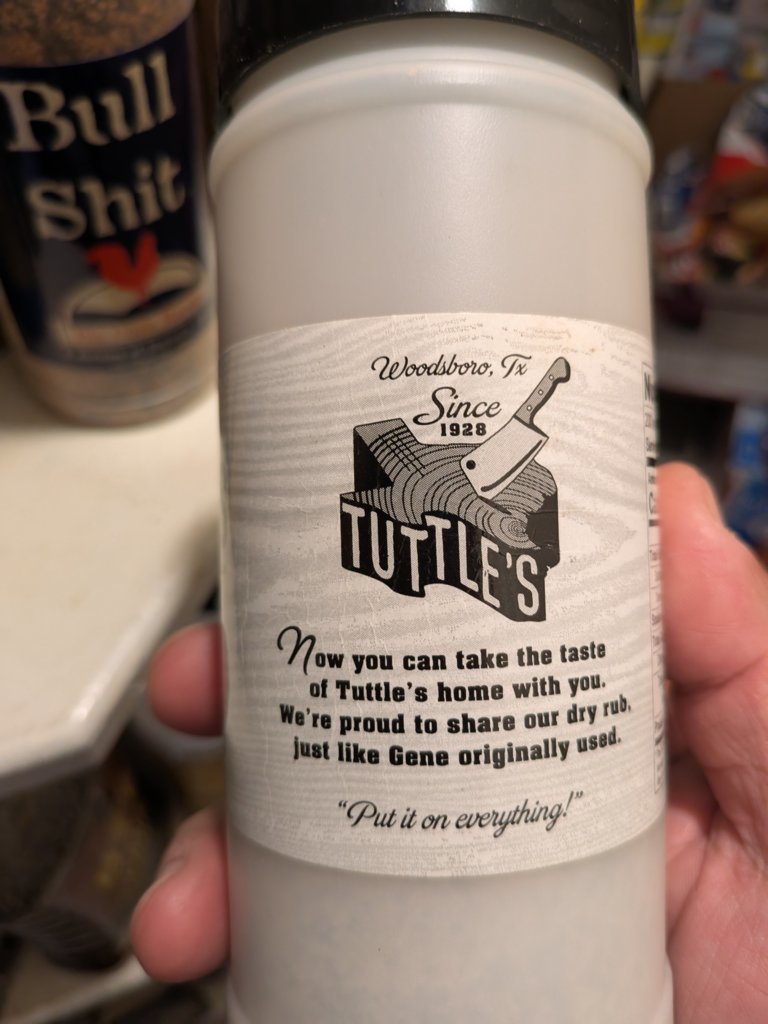 Bull
Shit
Woodsboro, Tx
Since
1928
TUTTLE'S
Now you can take the taste
of Tuttle's home with you.
We're proud to share our dry rub,
just like Gene originally used.
"Put it on everything!"